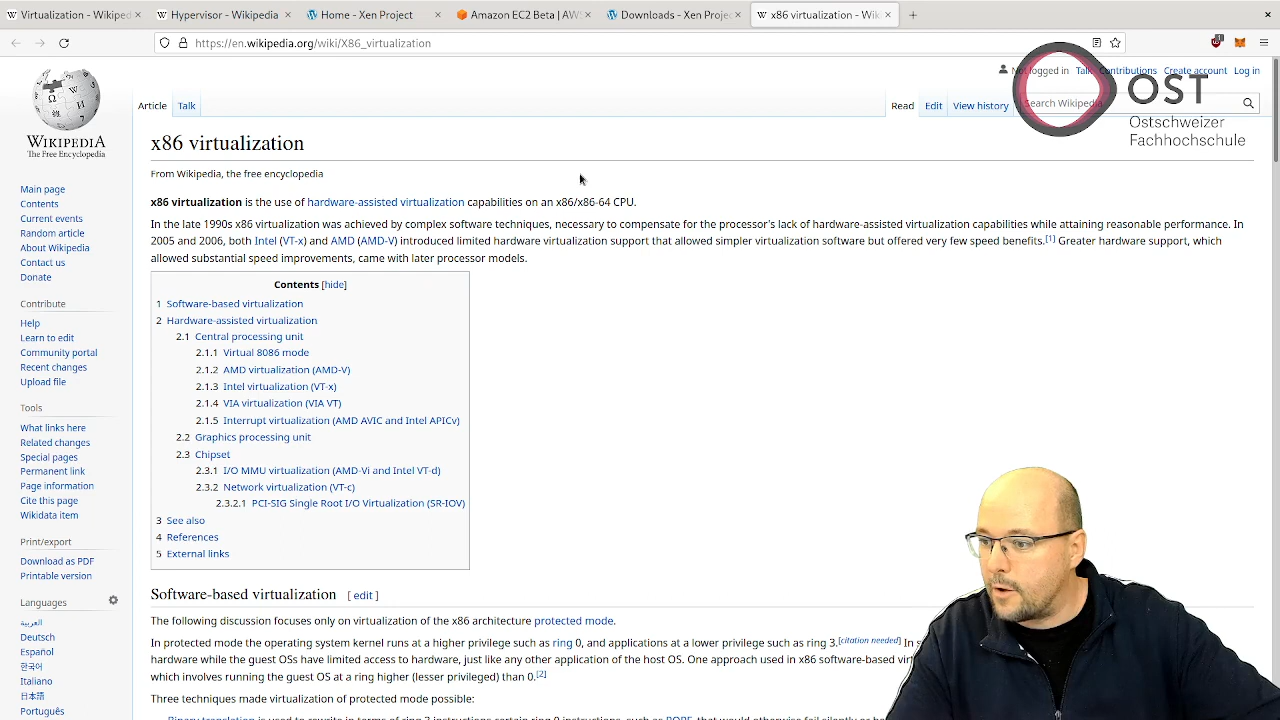 Virtualization - Wikiped
Hypervisor - Wikipedia
Home - Xen Project
Amazon EC2 Beta | AW
Downloads - Xen Projec
x86 virtualization - Wik
https://en.wikipedia.org/wiki/X86_virtualization
1
Not logged in Talk Contributions Create account Log in
Article Talk
Read Edit View history
Search Wikipedia
OST
Ostschweizer
Fachhochschule
WIKIPEDIA
The Free Encyclopedia
Main page
Contents
Current events
Random article
About Wikipedia
Contact us
Donate
Contribute
Help
Learn to edit
Community portal
Recent changes
Upload file
Tools
What links here
Related changes
Special pages
Permanent link
Page information
Cite this page
Wikidata item
Print/export
Download as PDF
Printable version
Languages
العربية
Deutsch
Español
한국어
Italiano
日本語
Português
x86 virtualization
From Wikipedia, the free encyclopedia
x86 virtualization is the use of hardware-assisted virtualization capabilities on an x86/x86-64 CPU.
In the late 1990s x86 virtualization was achieved by complex software techniques, necessary to compensate for the processor's lack of hardware-assisted virtualization capabilities while attaining reasonable performance. In
2005 and 2006, both Intel (VT-x) and AMD (AMD-V) introduced limited hardware virtualization support that allowed simpler virtualization software but offered very few speed benefits.[1] Greater hardware support, which
allowed substantial speed improvements, came with later processor models.
Contents [hide]
1 Software-based virtualization
2 Hardware-assisted virtualization
2.1 Central processing unit
2.1.1 Virtual 8086 mode
2.1.2 AMD virtualization (AMD-V)
2.1.3 Intel virtualization (VT-x)
2.1.4 VIA virtualization (VIA VT)
2.1.5 Interrupt virtualization (AMD AVIC and Intel APICv)
2.2 Graphics processing unit
2.3 Chipset
2.3.1 I/O MMU virtualization (AMD-Vi and Intel VT-d)
2.3.2 Network virtualization (VT-c)
2.3.2.1 PCI-SIG Single Root I/O Virtualization (SR-IOV)
3 See also
4 References
5 External links
Software-based virtualization [ edit ]
The following discussion focuses only on virtualization of the x86 architecture protected mode.
In protected mode the operating system kernel runs at a higher privilege such as ring 0, and applications at a lower privilege such as ring 3.[citation needed] In s
hardware while the guest OSs have limited access to hardware, just like any other application of the host OS. One approach used in x86 software-based virt
which involves running the guest OS at a ring higher (lesser privileged) than 0.[2]
Three techniques made virtualization of protected mode possible: